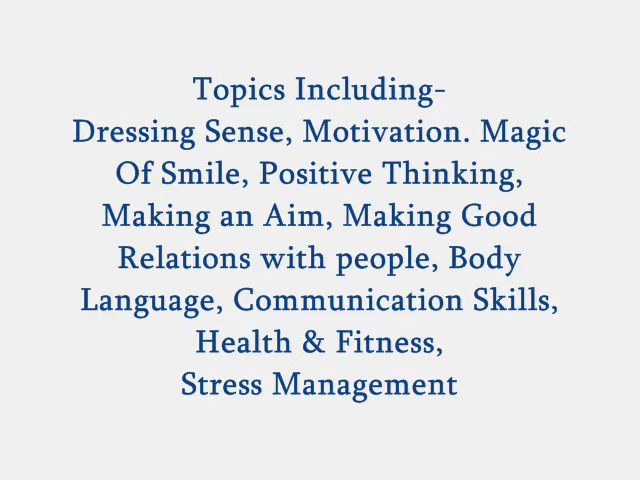 Topics Including-
Dressing Sense, Motivation. Magic
Of Smile, Positive Thinking,
Making an Aim, Making Good
Relations with people, Body
Language, Communication Skills,
Health & Fitness,
Stress Management